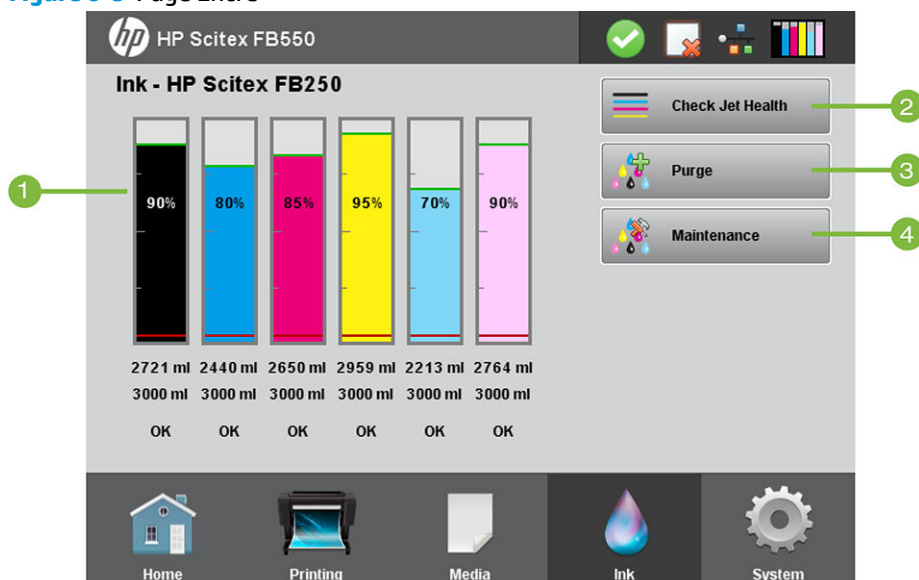 hp HP Scitex FB550
Ink - HP Scitex FB250
90% 80% 85% 95% 70% 90%
2721 ml 2440 ml 2650 ml 2959 ml 2213 ml 2764 ml
3000 ml 3000 ml 3000 ml 3000 ml 3000 ml 3000 ml
OK OK OK OK OK OK
1
Check Jet Health 2
Purge 3
Maintenance 4
Home Printing Media Ink System